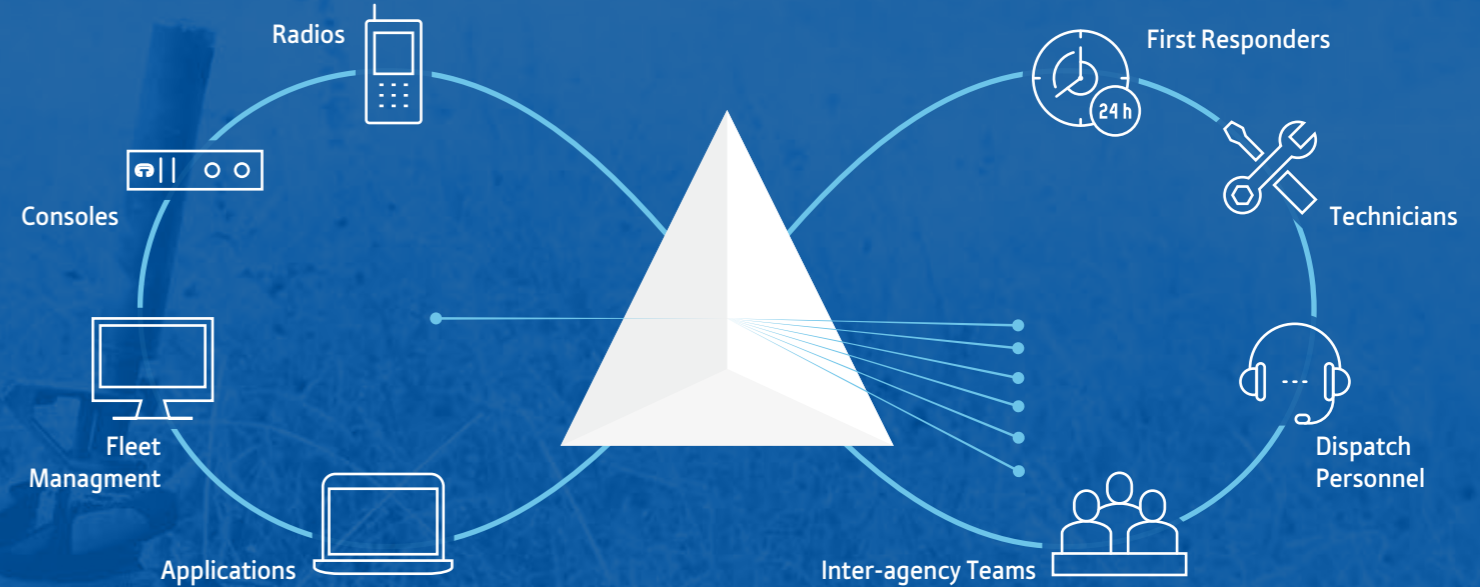 Radios
First Responders
24 h
Consoles
Technicians
Fleet
Managment
Dispatch
Personnel
Applications
Inter-agency Teams